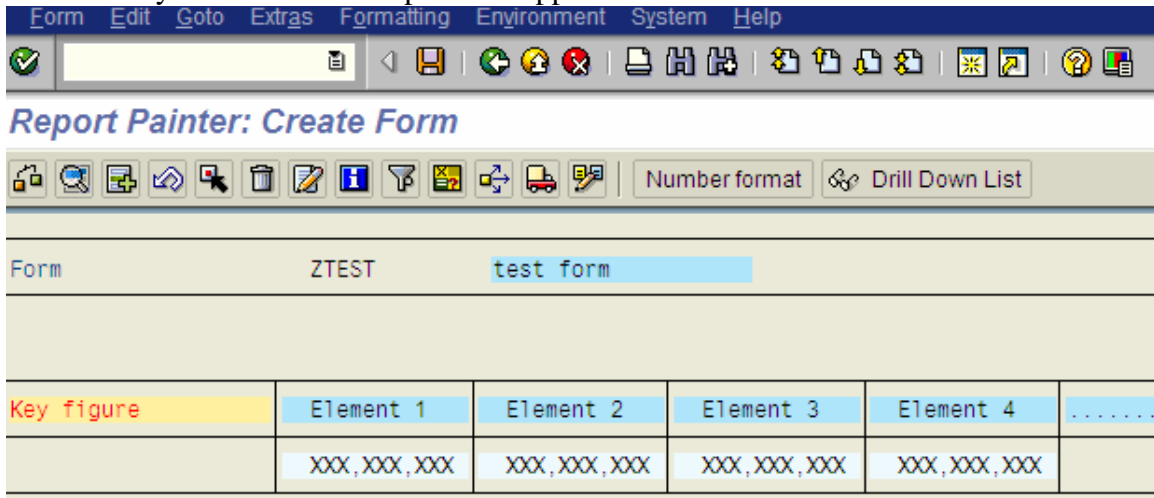 Form Edit Goto Extras Formatting Environment System Help
Report Painter: Create Form
Number format Drill Down List
Form ZTEST test form
Key figure Element 1 Element 2 Element 3 Element 4 .......
XXX,XXX,XXX XXX,XXX,XXX XXX,XXX,XXX XXX,XXX,XXX